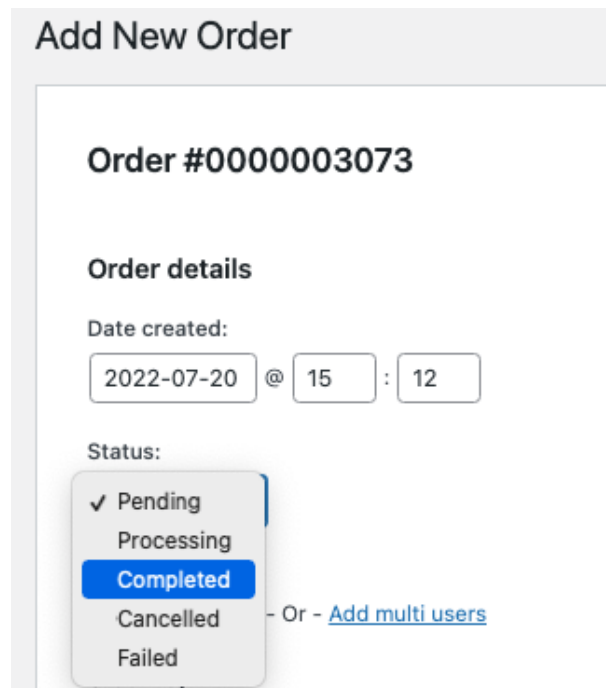 Add New Order
Order #0000003073
Order details
Date created:
2022-07-20 @ 15 : 12
Status:
✓ Pending
Processing
Completed
Cancelled - Or - Add multi users
Failed